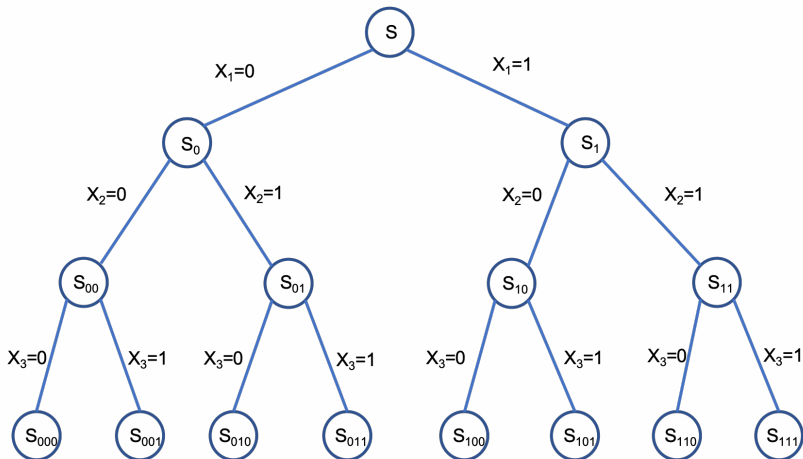 S
X₁=0
X₁=1
S₀
S₁
X₂=0
X₂=1
X₂=0
X₂=1
S₀₀
S₀₁
S₁₀
S₁₁
X₃=0
X₃=1
X₃=0
X₃=1
X₃=0
X₃=1
X₃=0
X₃=1
S₀₀₀
S₀₀₁
S₀₁₀
S₀₁₁
S₁₀₀
S₁₀₁
S₁₁₀
S₁₁₁